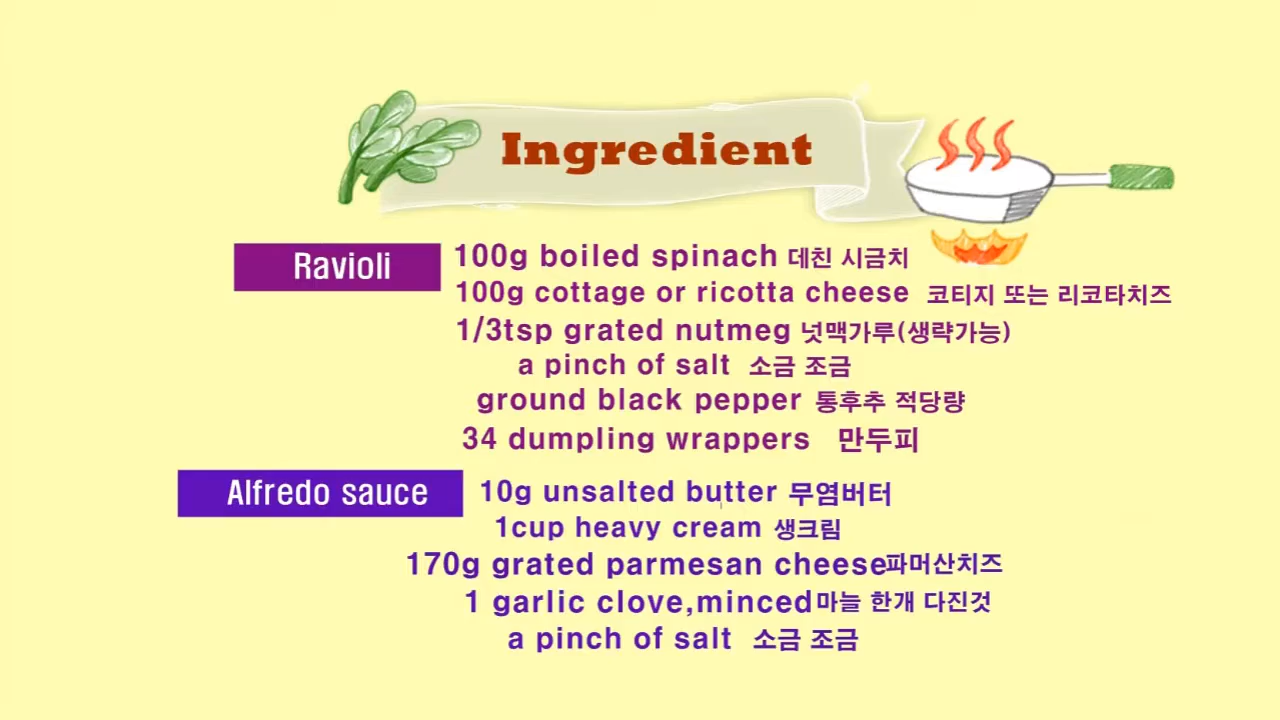 Ingredient
Ravioli
100g boiled spinach 데친 시금치
100g cottage or ricotta cheese 코티지 또는 리코타치즈
1/3tsp grated nutmeg 넛맥가루(생략가능)
a pinch of salt 소금 조금
ground black pepper 통후추 적당량
34 dumpling wrappers 만두피
Alfredo sauce
10g unsalted butter 무염버터
1cup heavy cream 생크림
170g grated parmesan cheese파머산치즈
1 garlic clove,minced마늘 한개 다진것
a pinch of salt 소금 조금